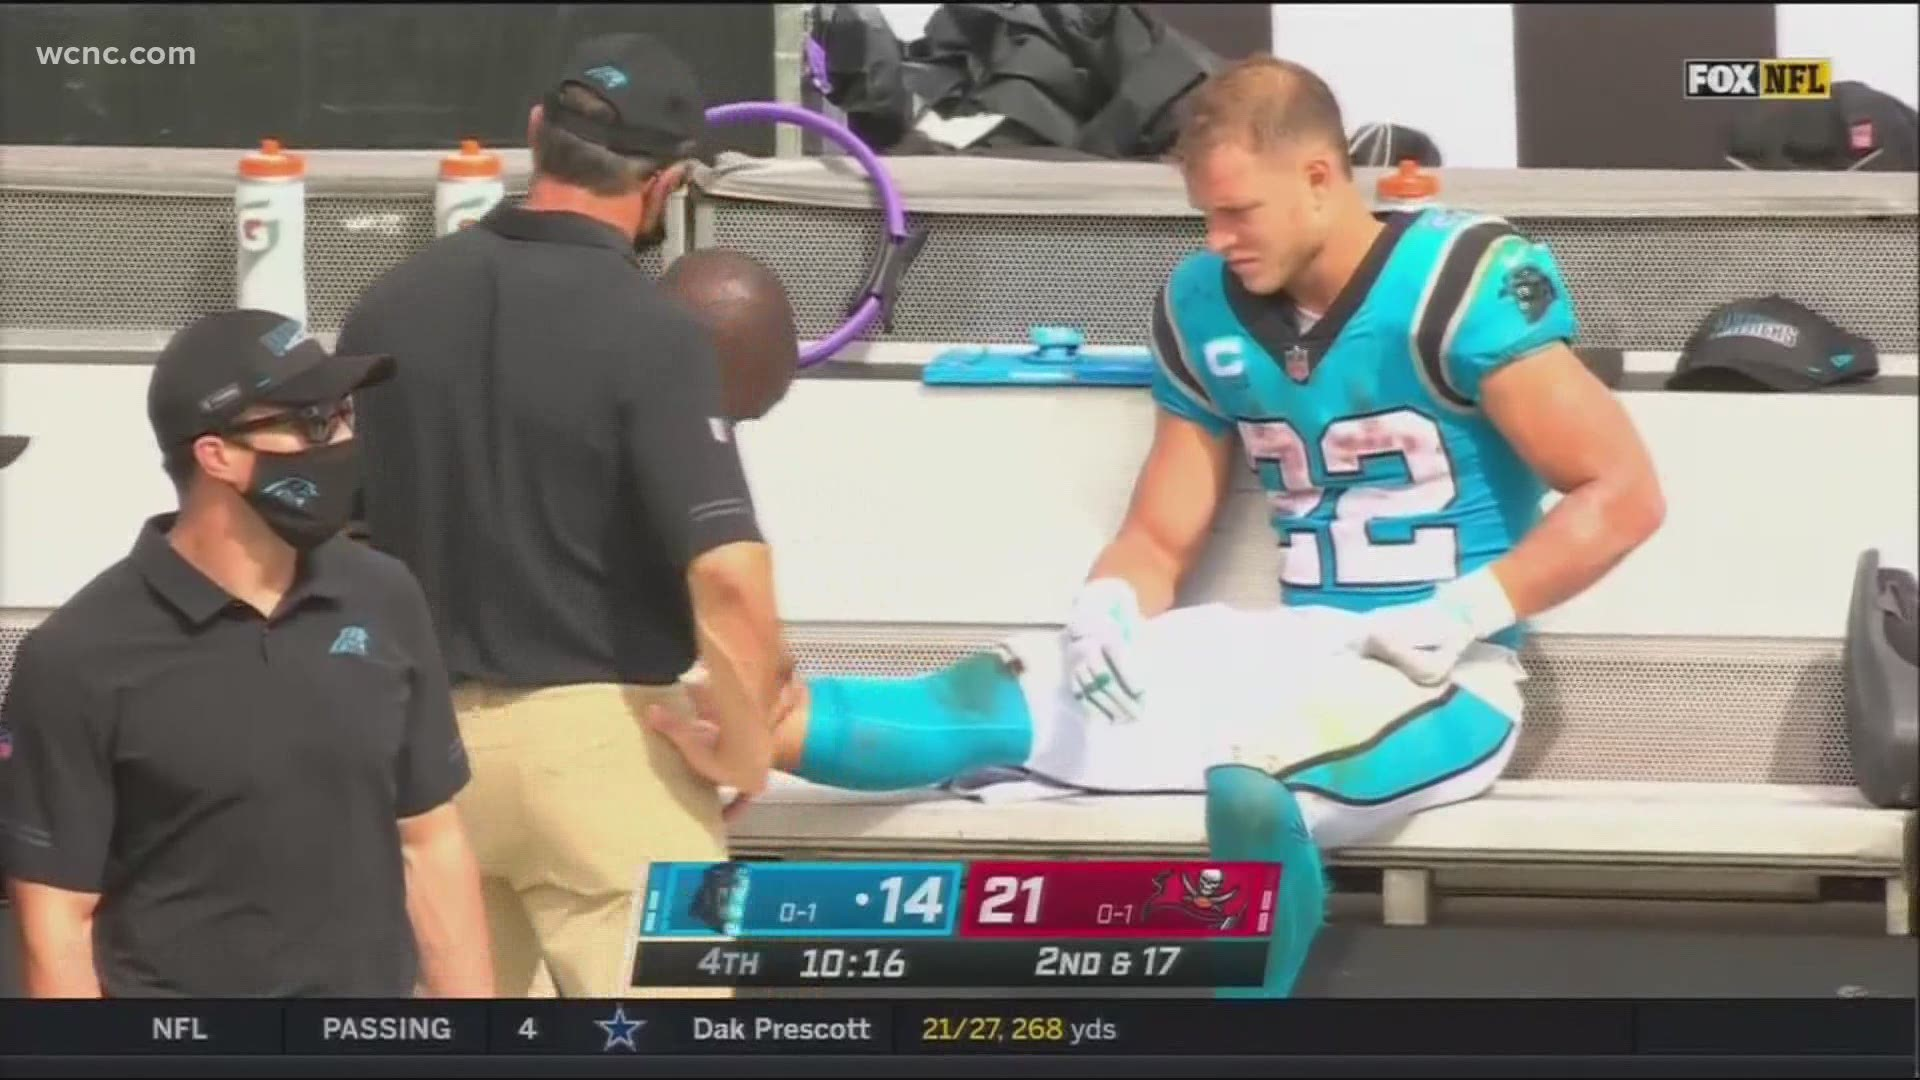 wcnc.com
FOX NFL
G
G
C
22
PANTHERS
0-1 14 21 0-1
4TH 10:16 2ND & 17
NFL PASSING 4 Dak Prescott 21/27, 268 yds